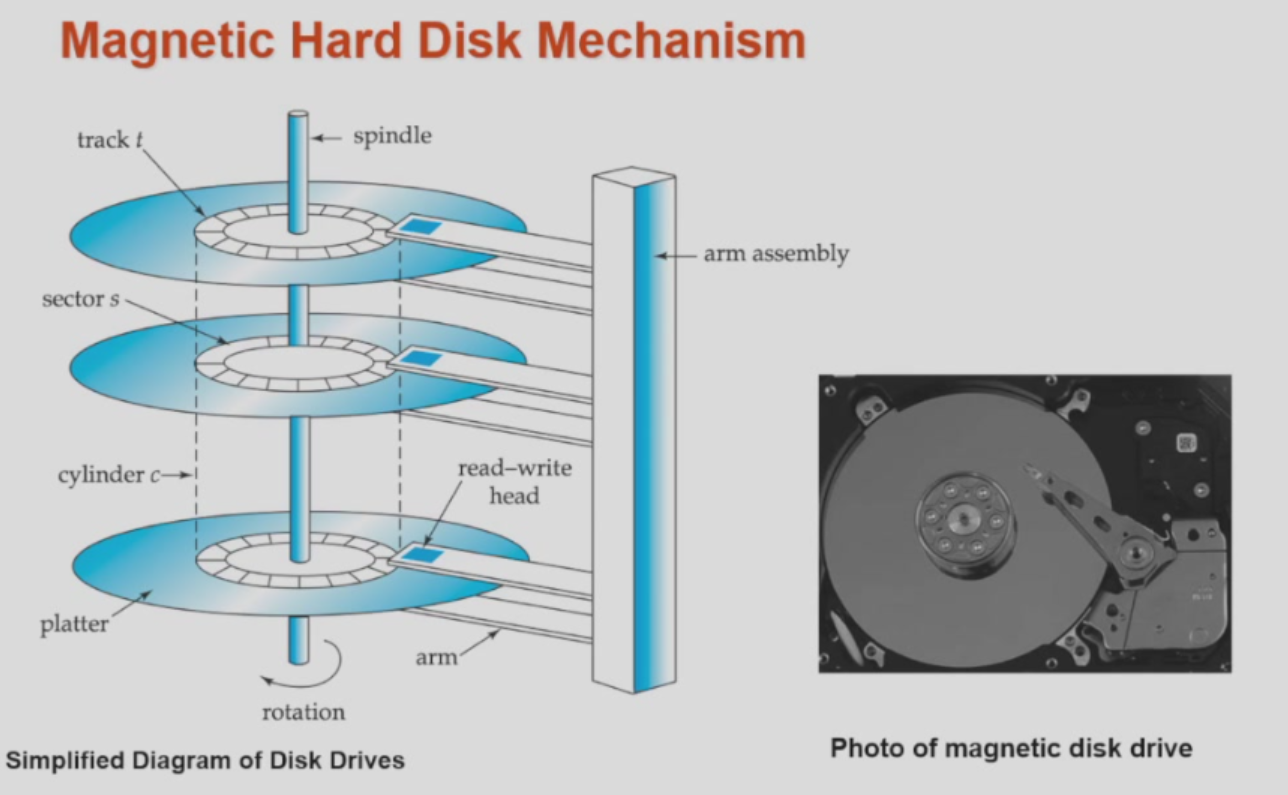 Magnetic Hard Disk Mechanism
track t
spindle
arm assembly
sector s
cylinder c
read–write
head
platter
arm
rotation
Simplified Diagram of Disk Drives
Photo of magnetic disk drive